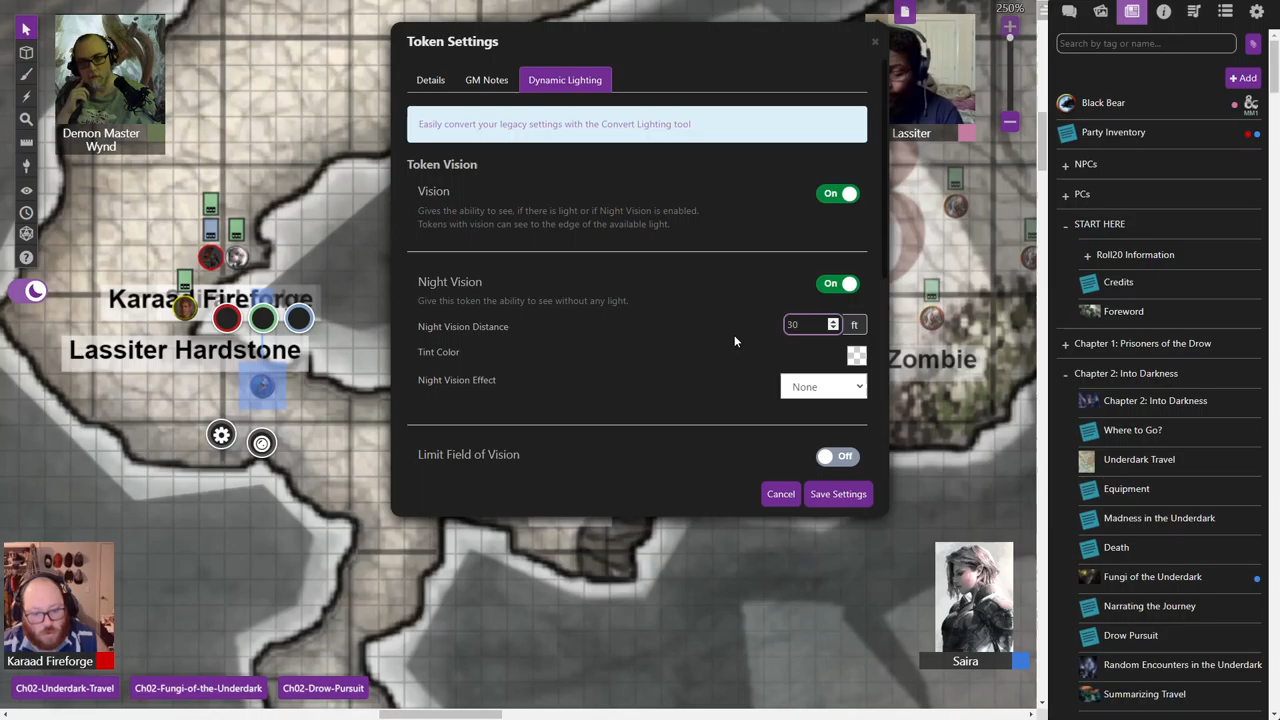 Demon Master
Wynd
Token Settings
×
Details
GM Notes
Dynamic Lighting
Easily convert your legacy settings with the Convert Lighting tool
Token Vision
Vision
On
Gives the ability to see, if there is light or if Night Vision is enabled.
Tokens with vision can see to the edge of the available light.
Night Vision
On
Give this token the ability to see without any light.
Night Vision Distance
30
ft
Tint Color
Night Vision Effect
None
Limit Field of Vision
Off
Cancel
Save Settings
Karaad Fireforge
Lassiter Hardstone
Zombie
Lassiter
250%
Karaad Fireforge
Saira
Ch02-Underdark-Travel
Ch02-Fungi-of-the-Underdark
Ch02-Drow-Pursuit
Search by tag or name...
+ Add
Black Bear
&
MM1
Party Inventory
+ NPCs
+ PCs
- START HERE
+ Roll20 Information
Credits
Foreword
+ Chapter 1: Prisoners of the Drow
- Chapter 2: Into Darkness
Chapter 2: Into Darkness
Where to Go?
Underdark Travel
Equipment
Madness in the Underdark
Death
Fungi of the Underdark
Narrating the Journey
Drow Pursuit
Random Encounters in the Underdark
Summarizing Travel